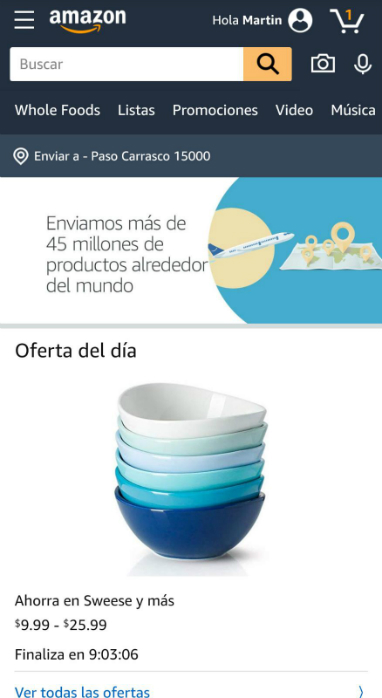 amazon
Hola Martin
1
Buscar
Whole Foods Listas Promociones Video Música
Enviar a - Paso Carrasco 15000
Enviamos más de
45 millones de
productos alrededor
del mundo
Oferta del día
Ahorra en Sweese y más
$9.99 - $25.99
Finaliza en 9:03:06
Ver todas las ofertas